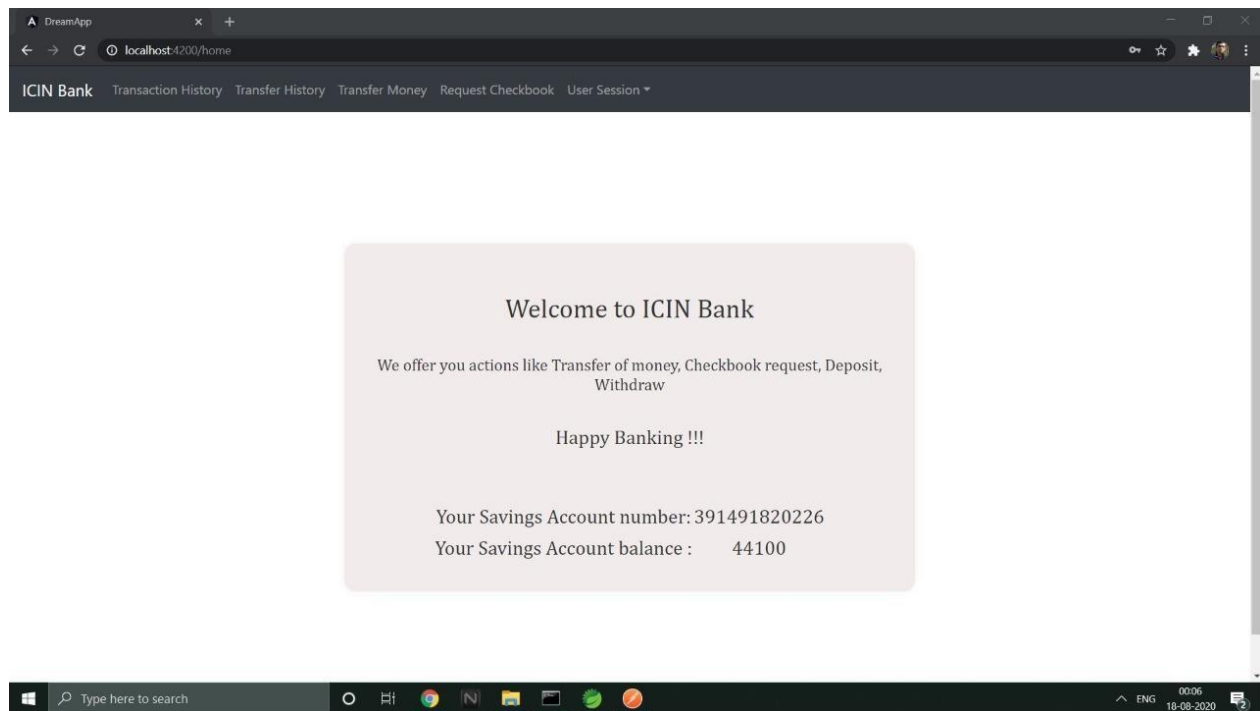 DreamApp
localhost:4200/home
ICIN Bank Transaction History Transfer History Transfer Money Request Checkbook User Session
Welcome to ICIN Bank
We offer you actions like Transfer of money, Checkbook request, Deposit,
Withdraw
Happy Banking !!!
Your Savings Account number: 391491820226
Your Savings Account balance : 44100
Type here to search
ENG
00:06
18-08-2020
2